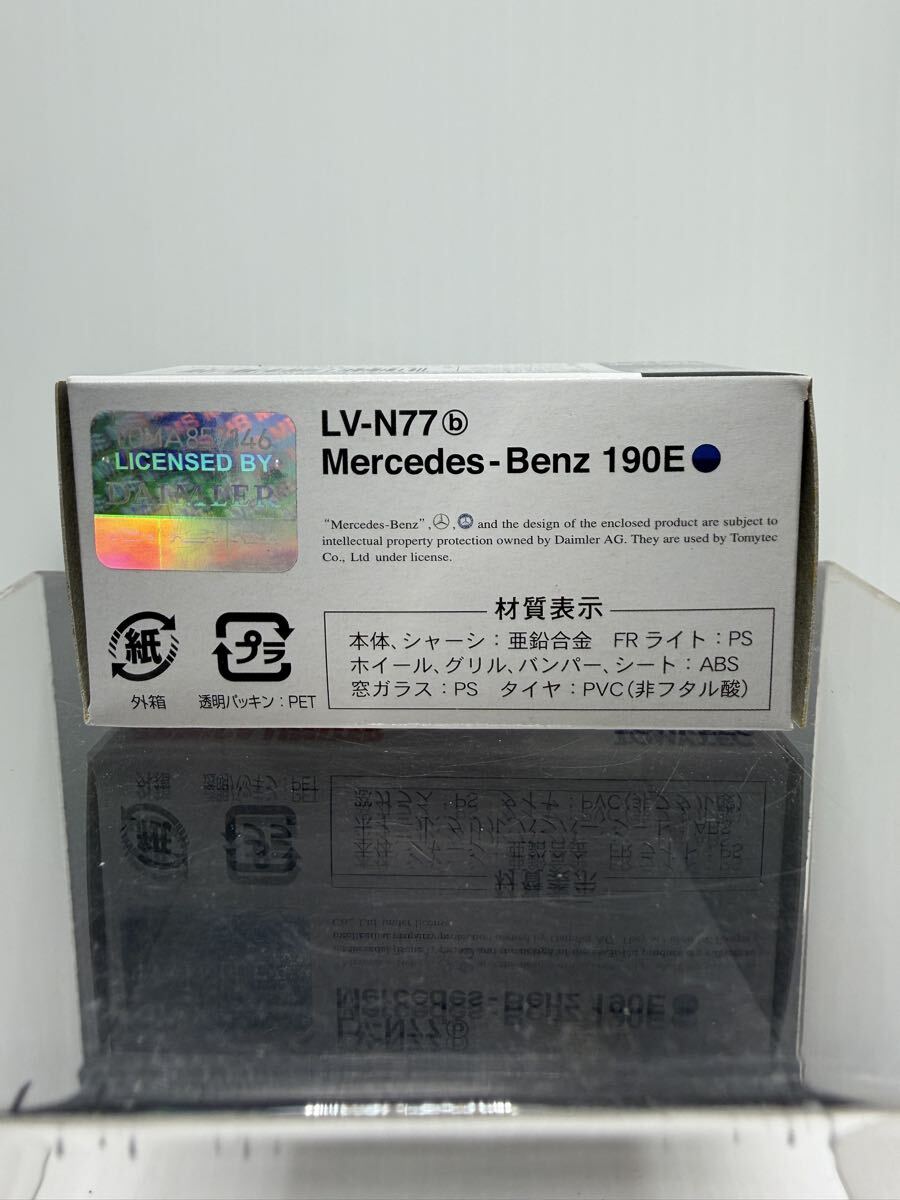 LICENSED BY
DAIMLER
LV-N77ⓑ
Mercedes-Benz 190E
"Mercedes-Benz", and the design of the enclosed product are subject to
intellectual property protection owned by Daimler AG. They are used by Tomytec
Co., Ltd under license.
紙
外箱
プラ
透明パッキン：PET
材質表示
本体、シャーシ：亜鉛合金 FRライト：PS
ホイール、グリル、バンパー、シート：ABS
窓ガラス：PS タイヤ：PVC（非フタル酸）